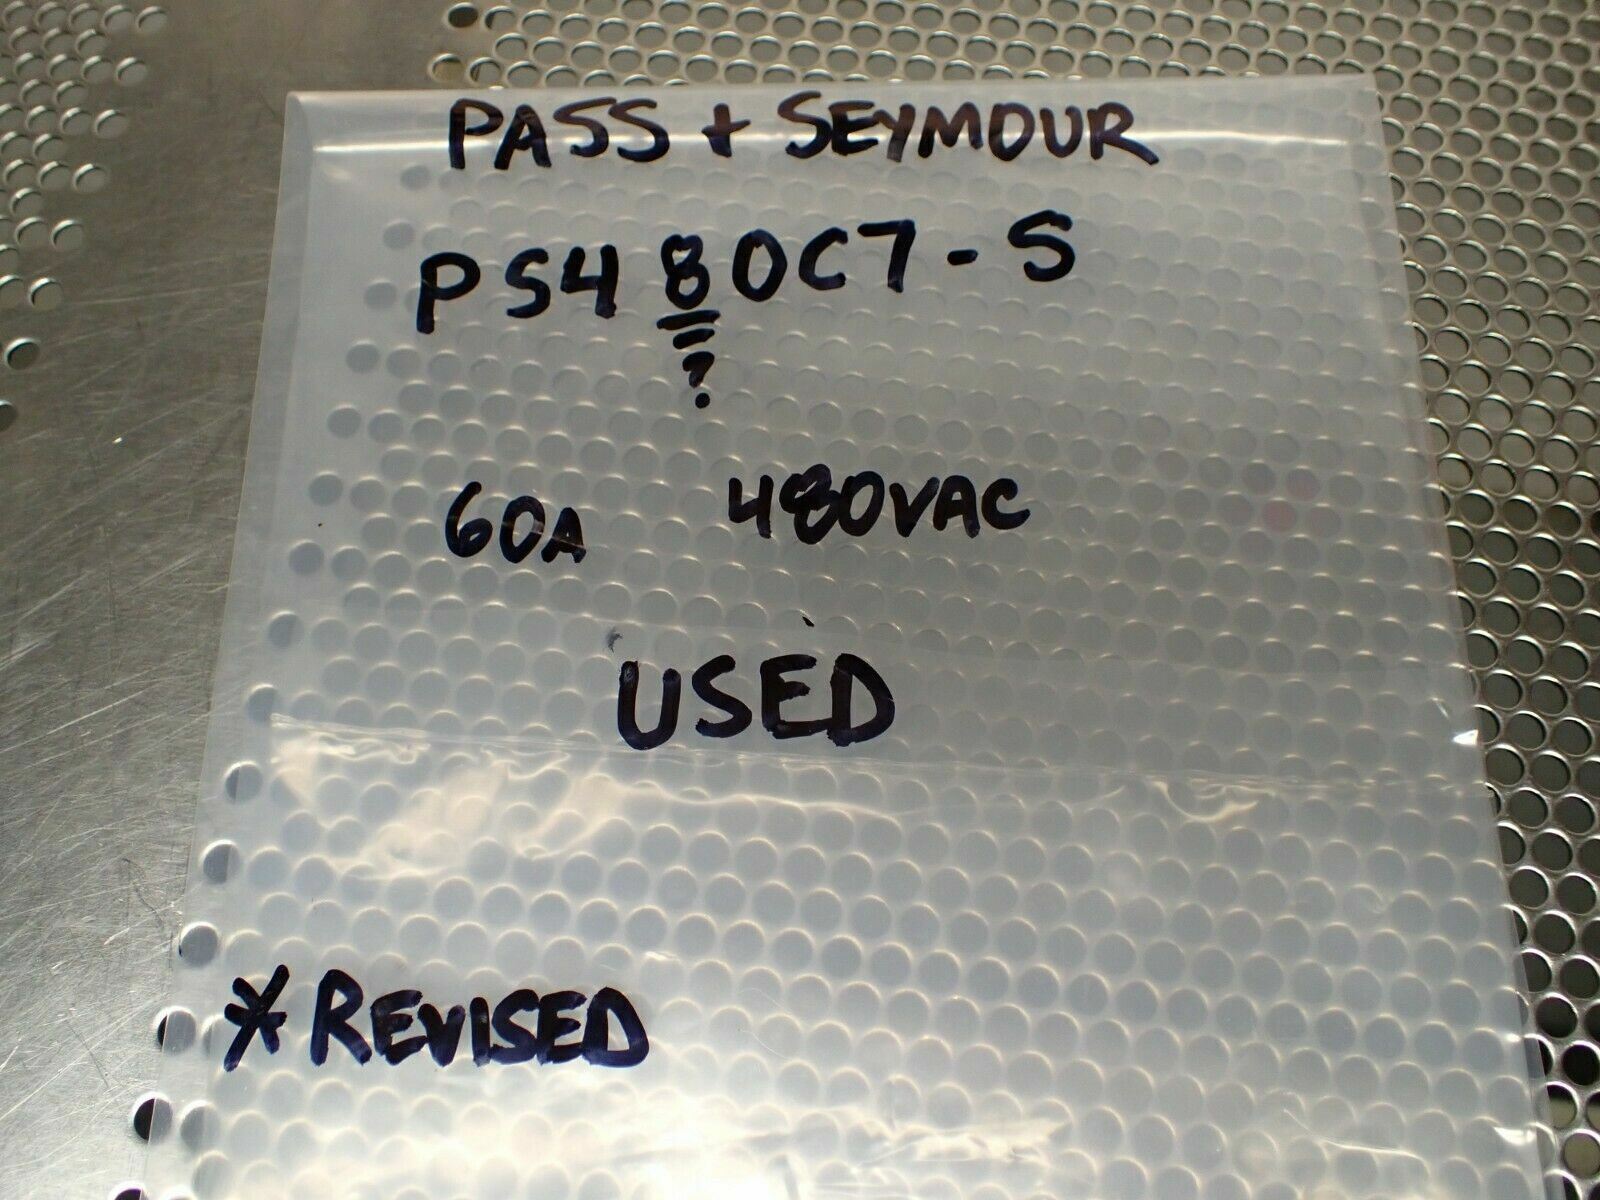 PASS + SEYMOUR
PS480C7-S
?
60A 480VAC
USED
*REVISED